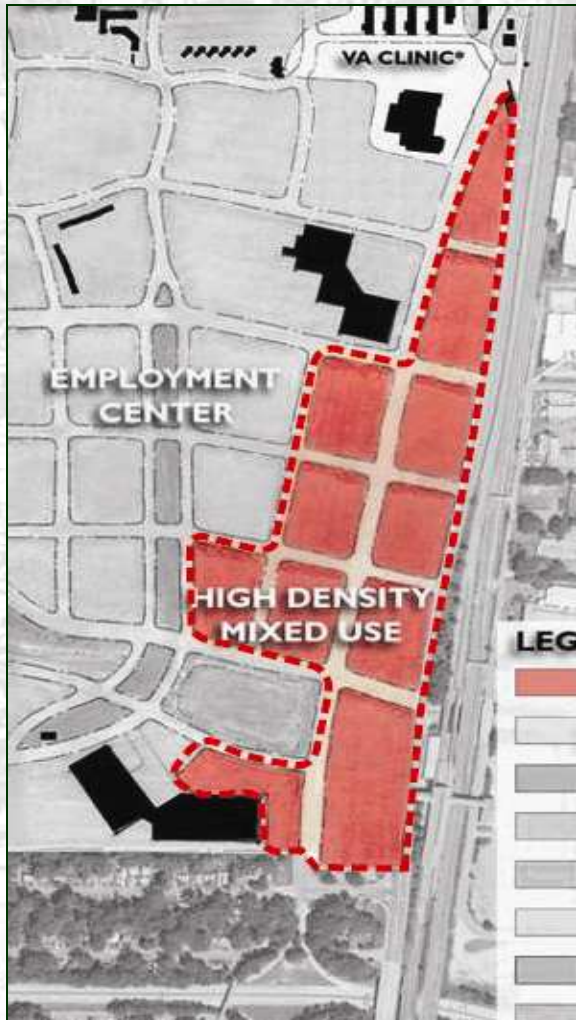 VA CLINIC*
EMPLOYMENT
CENTER
HIGH DENSITY
MIXED USE
LEG